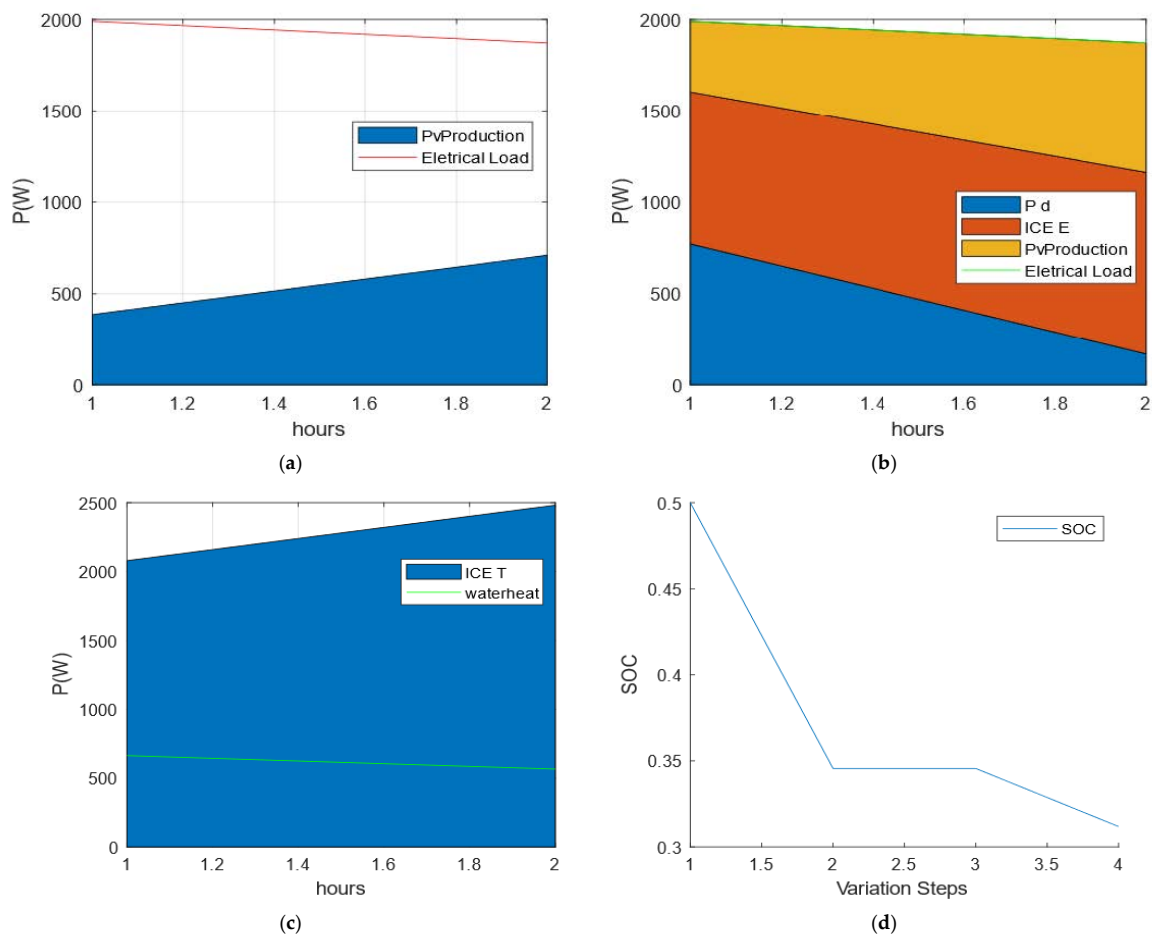 2000
1500
1000
500
0
P(W)
PvProduction
Eletrical Load
1
1.2
1.4
1.6
1.8
2
hours
(a)
2000
1500
1000
500
0
P(W)
P d
ICE E
PvProduction
Eletrical Load
1
1.2
1.4
1.6
1.8
2
hours
(b)
2500
2000
1500
1000
500
0
P(W)
ICE T
waterheat
1
1.2
1.4
1.6
1.8
2
hours
(c)
0.5
0.45
0.4
0.35
0.3
SOC
SOC
1
1.5
2
2.5
3
3.5
4
Variation Steps
(d)